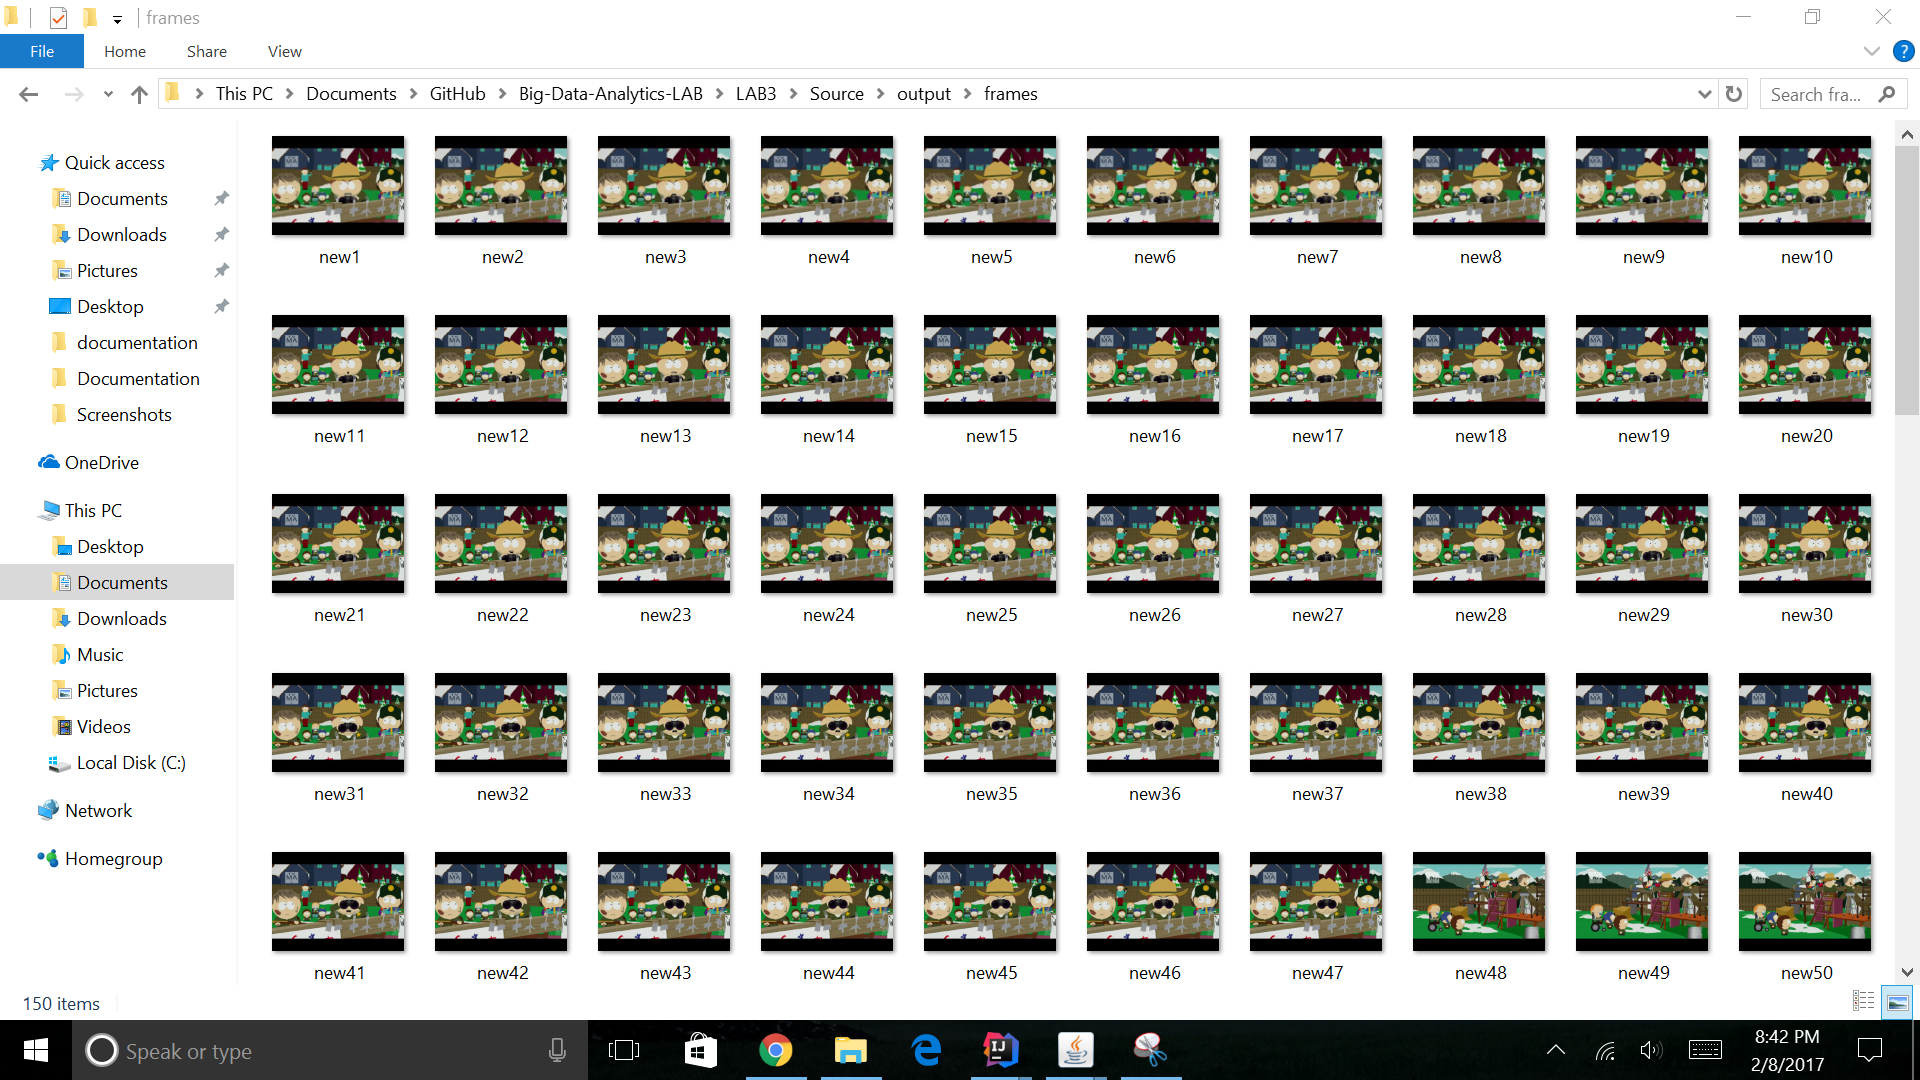 frames
File Home Share View
This PC Documents GitHub Big-Data-Analytics-LAB LAB3 Source output frames
Search fra...
Quick access
Documents
Downloads
Pictures
Desktop
documentation
Documentation
Screenshots
OneDrive
This PC
Desktop
Documents
Downloads
Music
Pictures
Videos
Local Disk (C:)
Network
Homegroup
new1 new2 new3 new4 new5 new6 new7 new8 new9 new10
new11 new12 new13 new14 new15 new16 new17 new18 new19 new20
new21 new22 new23 new24 new25 new26 new27 new28 new29 new30
new31 new32 new33 new34 new35 new36 new37 new38 new39 new40
new41 new42 new43 new44 new45 new46 new47 new48 new49 new50
150 items
Speak or type
8:42 PM
2/8/2017